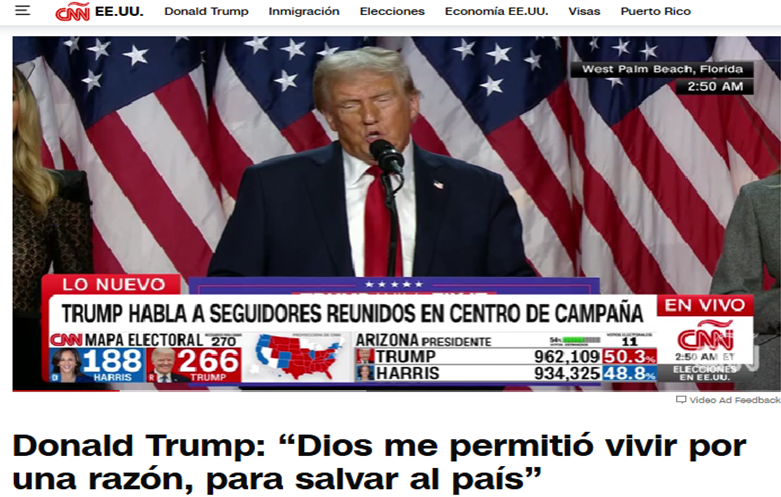 CNN EE.UU. Donald Trump Inmigración Elecciones Economía EE.UU. Visas Puerto Rico
West Palm Beach, Florida
2:50 AM
LO NUEVO
TRUMP HABLA A SEGUIDORES REUNIDOS EN CENTRO DE CAMPAÑA
EN VIVO
CNN
2:50 AM ET
ELECCIONES
EN EE.UU.
CNN MAPA ELECTORAL 270
D 188 HARRIS
R 266 TRUMP
ARIZONA PRESIDENTE
54%
11
TRUMP 962,109 50.3%
HARRIS 934,325 48.8%
Video Ad Feedback
Donald Trump: “Dios me permitió vivir por
una razón, para salvar al país”